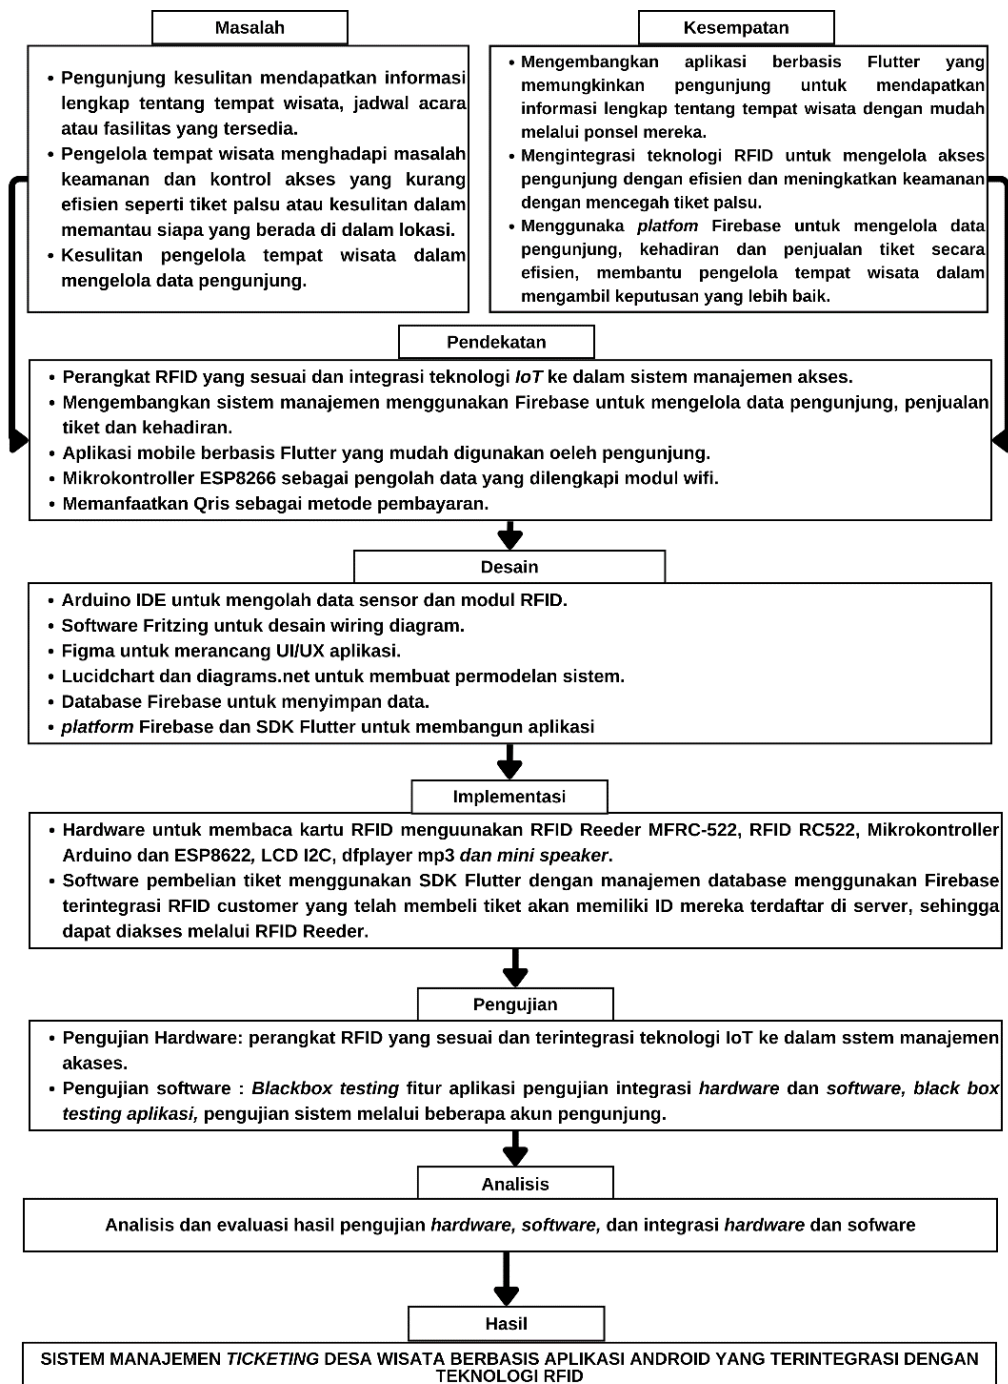 Masalah
• Pengunjung kesulitan mendapatkan informasi
lengkap tentang tempat wisata, jadwal acara
atau fasilitas yang tersedia.
• Pengelola tempat wisata menghadapi masalah
keamanan dan kontrol akses yang kurang
efisien seperti tiket palsu atau kesulitan dalam
memantau siapa yang berada di dalam lokasi.
• Kesulitan pengelola tempat wisata dalam
mengelola data pengunjung.
Kesempatan
• Mengembangkan aplikasi berbasis Flutter yang
memungkinkan pengunjung untuk mendapatkan
informasi lengkap tentang tempat wisata dengan mudah
melalui ponsel mereka.
• Mengintegrasi teknologi RFID untuk mengelola akses
pengunjung dengan efisien dan meningkatkan keamanan
dengan mencegah tiket palsu.
• Menggunaka platfom Firebase untuk mengelola data
pengunjung, kehadiran dan penjualan tiket secara
efisien, membantu pengelola tempat wisata dalam
mengambil keputusan yang lebih baik.
Pendekatan
• Perangkat RFID yang sesuai dan integrasi teknologi IoT ke dalam sistem manajemen akses.
• Mengembangkan sistem manajemen menggunakan Firebase untuk mengelola data pengunjung, penjualan
tiket dan kehadiran.
• Aplikasi mobile berbasis Flutter yang mudah digunakan oeleh pengunjung.
• Mikrokontroller ESP8266 sebagai pengolah data yang dilengkapi modul wifi.
• Memanfaatkan Qris sebagai metode pembayaran.
Desain
• Arduino IDE untuk mengolah data sensor dan modul RFID.
• Software Fritzing untuk desain wiring diagram.
• Figma untuk merancang UI/UX aplikasi.
• Lucidchart dan diagrams.net untuk membuat permodelan sistem.
• Database Firebase untuk menyimpan data.
• platform Firebase dan SDK Flutter untuk membangun aplikasi
Implementasi
• Hardware untuk membaca kartu RFID menguunakan RFID Reeder MFRC-522, RFID RC522, Mikrokontroller
Arduino dan ESP8622, LCD I2C, dfplayer mp3 dan mini speaker.
• Software pembelian tiket menggunakan SDK Flutter dengan manajemen database menggunakan Firebase
terintegrasi RFID customer yang telah membeli tiket akan memiliki ID mereka terdaftar di server, sehingga
dapat diakses melalui RFID Reeder.
Pengujian
• Pengujian Hardware: perangkat RFID yang sesuai dan terintegrasi teknologi IoT ke dalam sstem manajemen
akases.
• Pengujian software : Blackbox testing fitur aplikasi pengujian integrasi hardware dan software, black box
testing aplikasi, pengujian sistem melalui beberapa akun pengunjung.
Analisis
Analisis dan evaluasi hasil pengujian hardware, software, dan integrasi hardware dan sofware
Hasil
SISTEM MANAJEMEN TICKETING DESA WISATA BERBASIS APLIKASI ANDROID YANG TERINTEGRASI DENGAN
TEKNOLOGI RFID